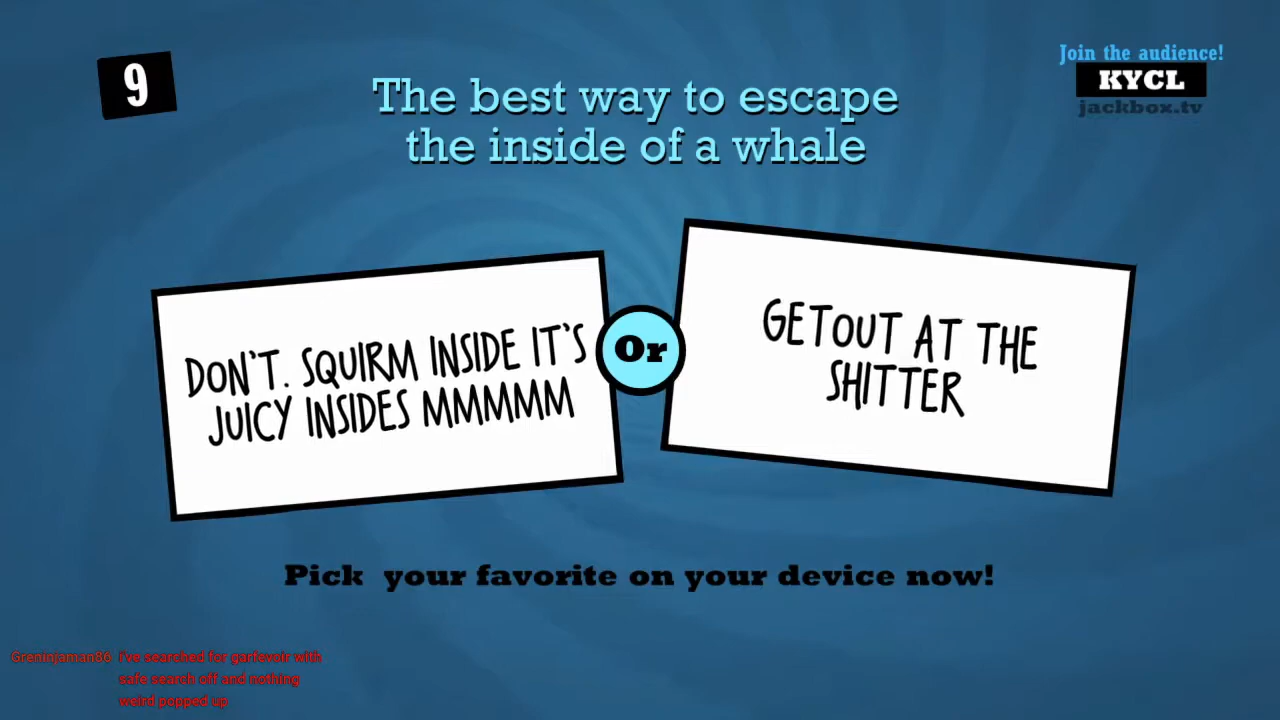 9
Join the audience!
KYCL
jackbox.tv
The best way to escape
the inside of a whale
DON'T. SQUIRM INSIDE IT'S
JUICY INSIDES MMMMM
Or
GETOUT AT THE
SHITTER
Pick your favorite on your device now!
Greninjaman86 I've searched for garfevoir with
safe search off and nothing
weird popped up